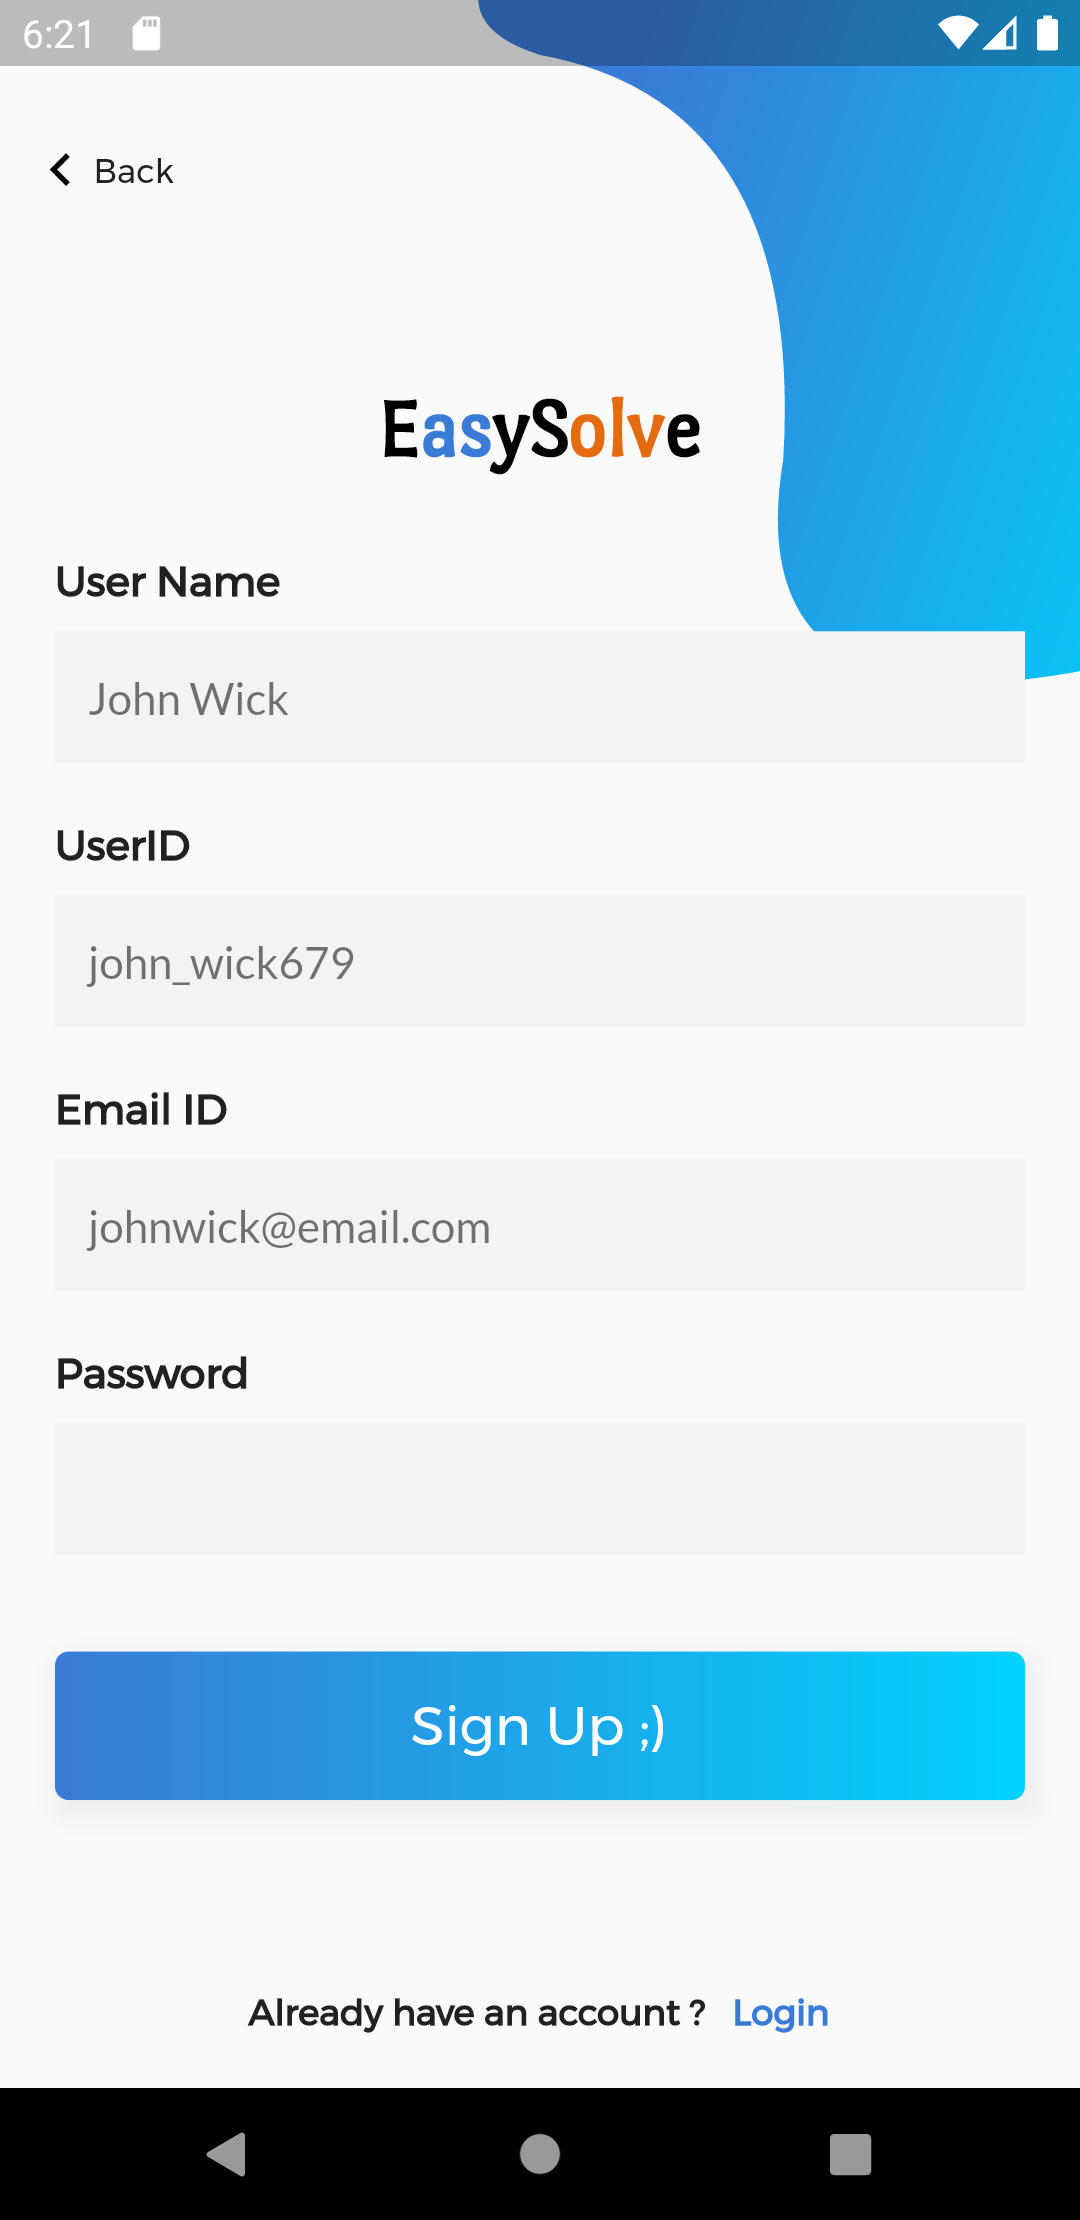 6:21
Back
EasySolve
User Name
John Wick
UserID
john_wick679
Email ID
johnwick@email.com
Password
Sign Up ;)
Already have an account ? Login